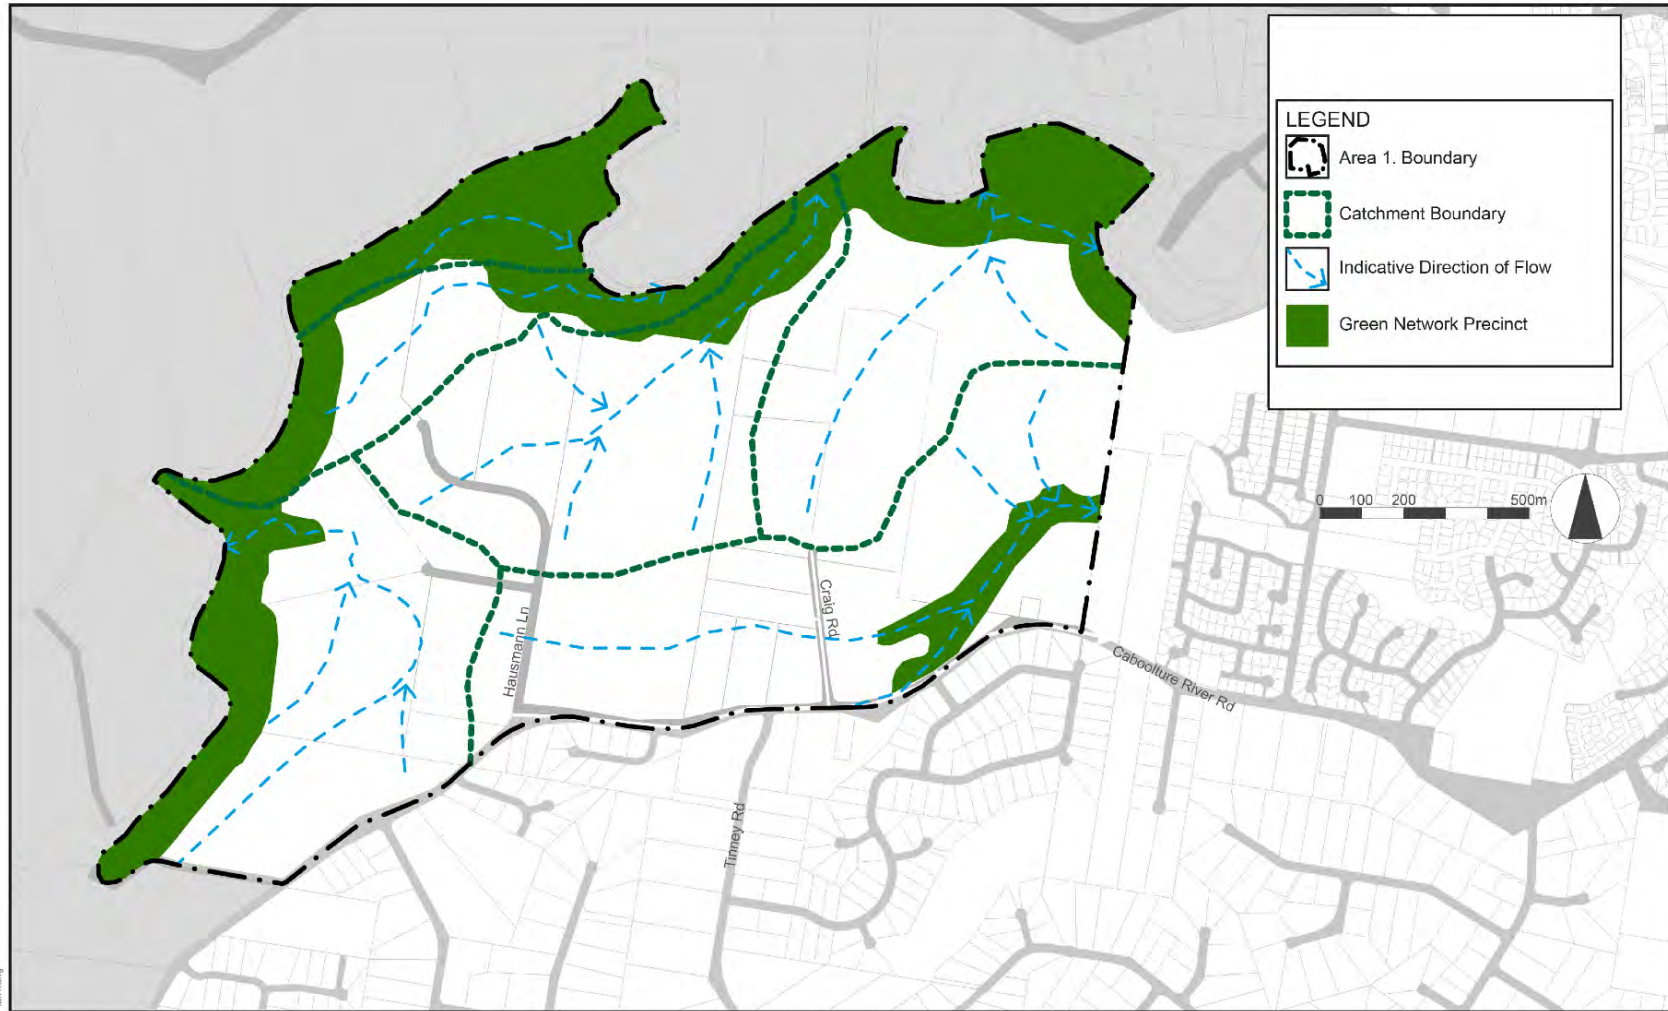 LEGEND
Area 1. Boundary
Catchment Boundary
Indicative Direction of Flow
Green Network Precinct
0 100 200 500m
Craig Rd
Hausmann Ln
Caboolture River Rd
Tinney Rd